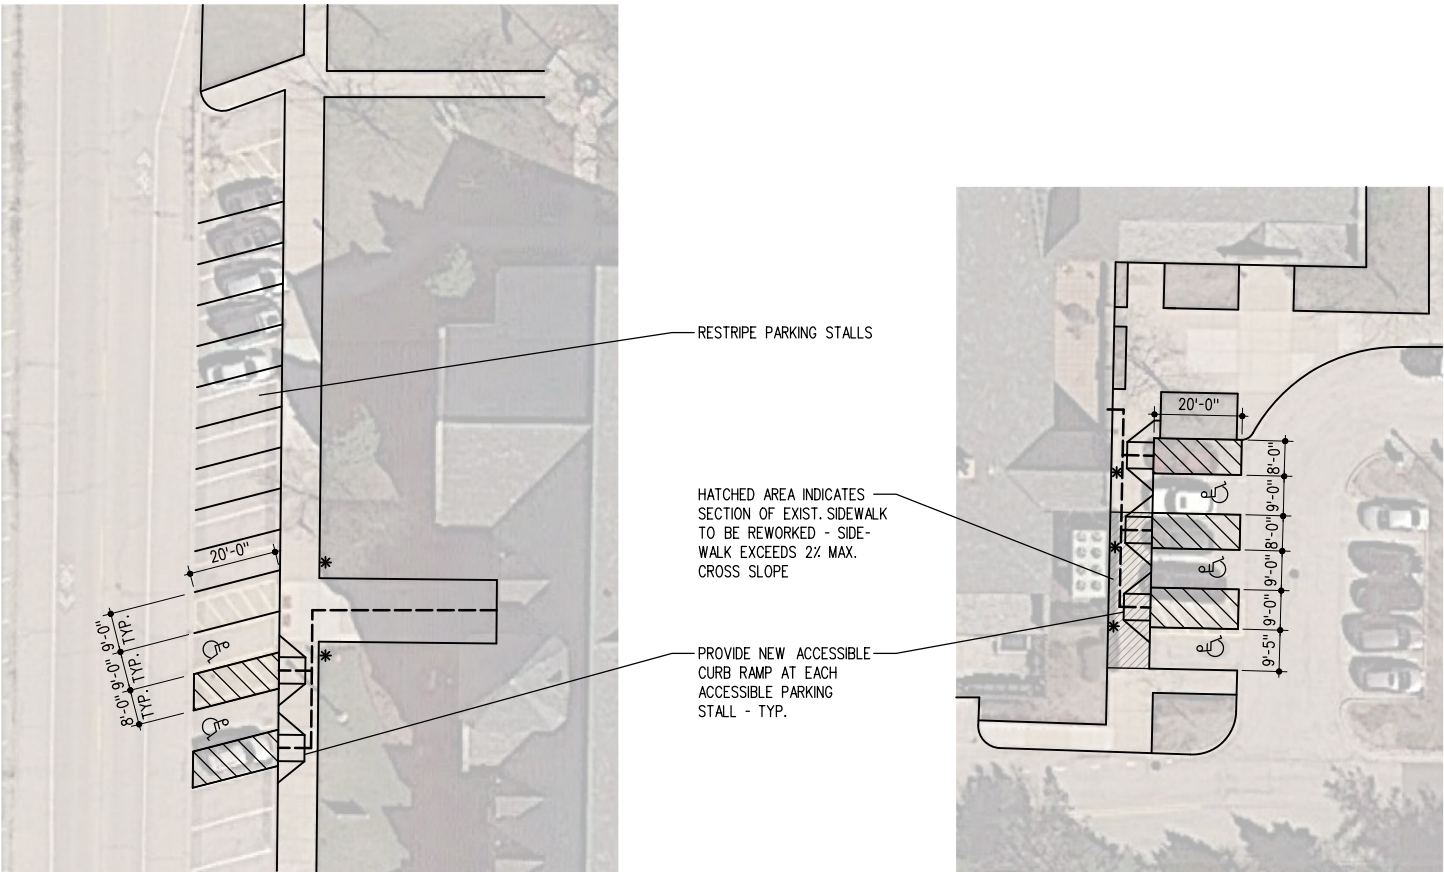 RESTRIPE PARKING STALLS
HATCHED AREA INDICATES
SECTION OF EXIST. SIDEWALK
TO BE REWORKED - SIDE-
WALK EXCEEDS 2% MAX.
CROSS SLOPE
PROVIDE NEW ACCESSIBLE
CURB RAMP AT EACH
ACCESSIBLE PARKING
STALL - TYP.
20'-0"
9'-0" TYP.
9'-0" TYP.
8'-0" TYP.
20'-0"
8'-0"
9'-0"
8'-0"
9'-0"
9'-0"
9'-5"